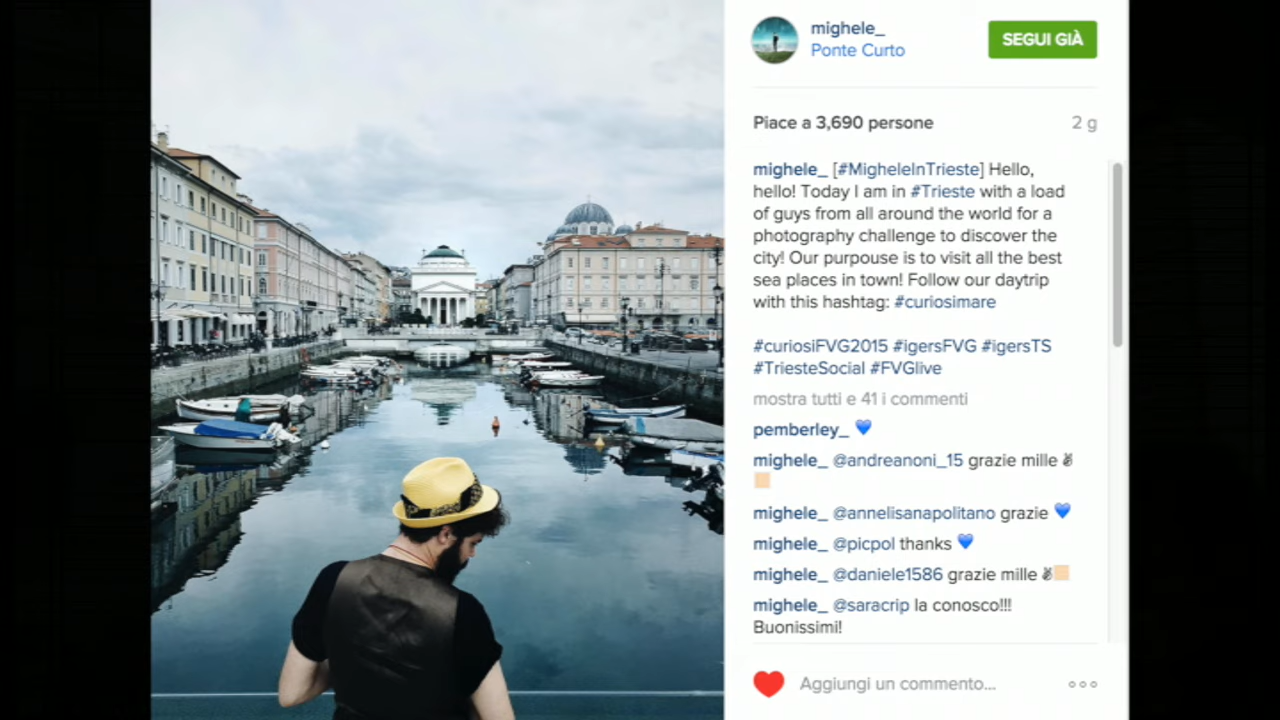 mighele_
Ponte Curto
SEGUI GIÀ
Piace a 3,690 persone
2 g
mighele_ [#MigheleInTrieste] Hello,
hello! Today I am in #Trieste with a load
of guys from all around the world for a
photography challenge to discover the
city! Our purpouse is to visit all the best
sea places in town! Follow our daytrip
with this hashtag: #curiosimare
#curiosiFVG2015 #igersFVG #igersTS
#TriesteSocial #FVGlive
mostra tutti e 41 i commenti
pemberley_ 💙
mighele_ @andreanoni_15 grazie mille ✌🏼
mighele_ @annelisanapolitano grazie 💙
mighele_ @picpol thanks 💙
mighele_ @daniele1586 grazie mille ✌🏼
mighele_ @saracrip la conosco!!!
Buonissimi!
Aggiungi un commento...